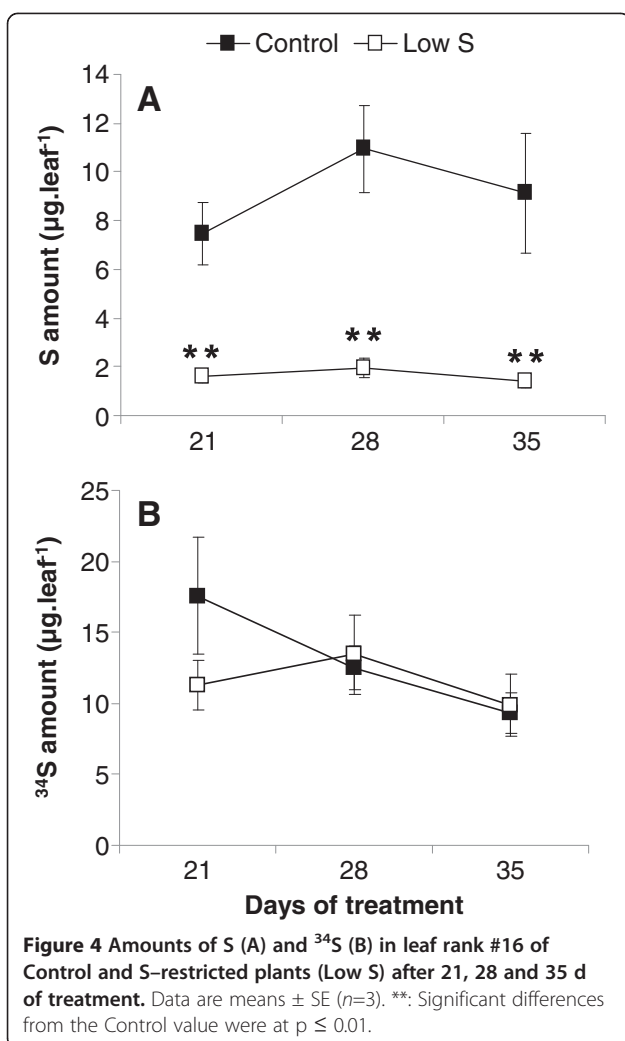 Control Low S
A
S amount (µg.leaf⁻¹)
14
12
10
8
6
4
2
0
** ** **
21 28 35
B
³⁴S amount (µg.leaf⁻¹)
25
20
15
10
5
0
21 28 35
Days of treatment
Figure 4 Amounts of S (A) and ³⁴S (B) in leaf rank #16 of
Control and S–restricted plants (Low S) after 21, 28 and 35 d
of treatment. Data are means ± SE (n=3). **: Significant differences
from the Control value were at p ≤ 0.01.